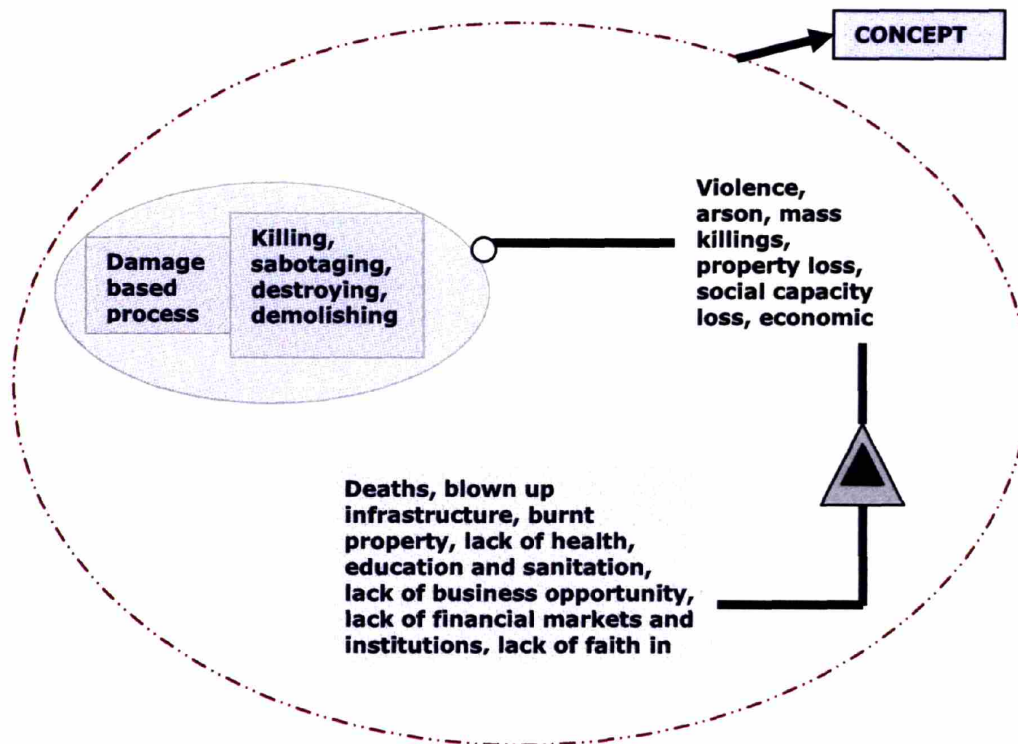 CONCEPT
Violence,
arson, mass
killings,
property loss,
social capacity
loss, economic
Damage
based
process
Killing,
sabotaging,
destroying,
demolishing
Deaths, blown up
infrastructure, burnt
property, lack of health,
education and sanitation,
lack of business opportunity,
lack of financial markets and
institutions, lack of faith in